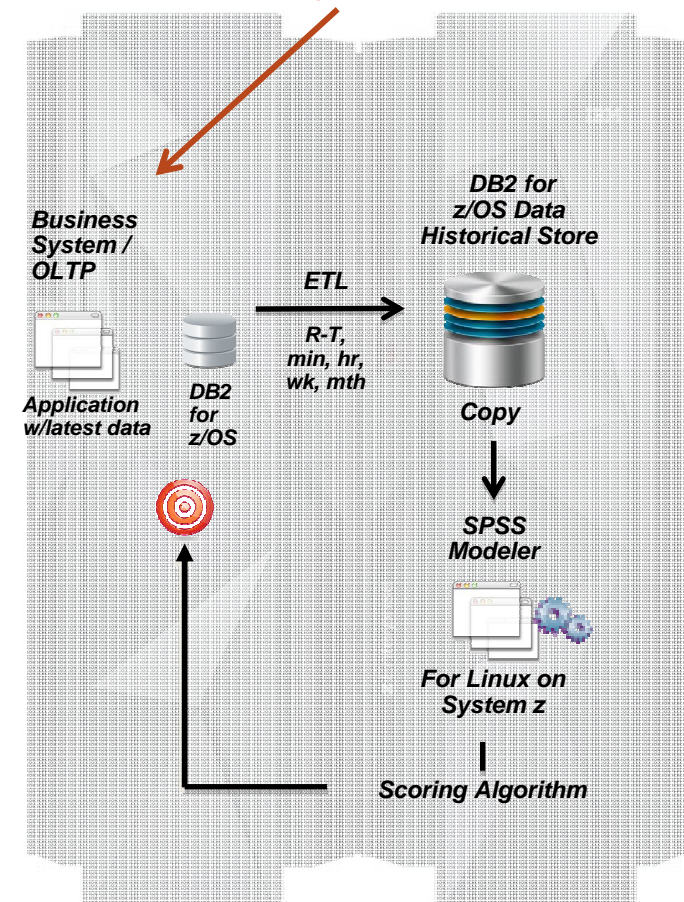 DB2 for
z/OS Data
Historical Store
Business
System /
OLTP
ETL
R-T,
min, hr,
wk, mth
Application
w/latest data
DB2
for
z/OS
Copy
SPSS
Modeler
For Linux on
System z
Scoring Algorithm